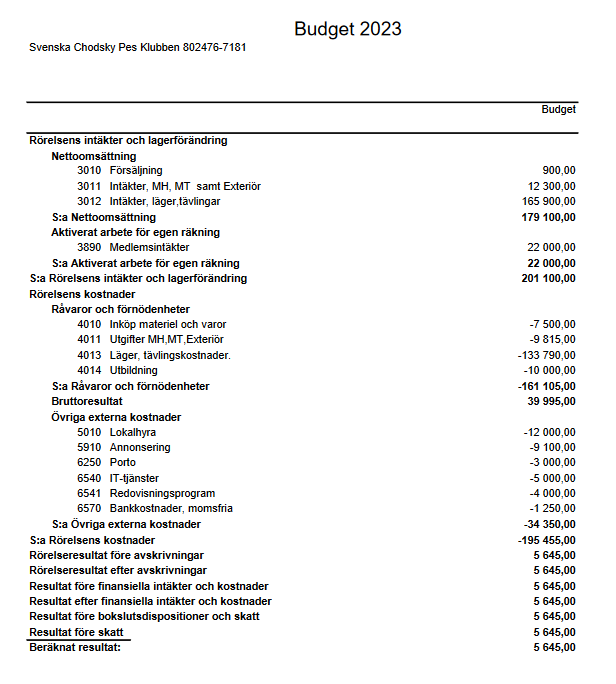 Budget 2023
Svenska Chodsky Pes Klubben 802476-7181
Budget
Rörelsens intäkter och lagerförändring
Nettoomsättning
3010 Försäljning 900,00
3011 Intäkter, MH, MT samt Exteriör 12 300,00
3012 Intäkter, läger,tävlingar 165 900,00
S:a Nettoomsättning 179 100,00
Aktiverat arbete för egen räkning
3890 Medlemsintäkter 22 000,00
S:a Aktiverat arbete för egen räkning 22 000,00
S:a Rörelsens intäkter och lagerförändring 201 100,00
Rörelsens kostnader
Råvaror och förnödenheter
4010 Inköp materiel och varor -7 500,00
4011 Utgifter MH,MT,Exteriör -9 815,00
4013 Läger, tävlingskostnader. -133 790,00
4014 Utbildning -10 000,00
S:a Råvaror och förnödenheter -161 105,00
Bruttoresultat 39 995,00
Övriga externa kostnader
5010 Lokalhyra -12 000,00
5910 Annonsering -9 100,00
6250 Porto -3 000,00
6540 IT-tjänster -5 000,00
6541 Redovisningsprogram -4 000,00
6570 Bankkostnader, momsfria -1 250,00
S:a Övriga externa kostnader -34 350,00
S:a Rörelsens kostnader -195 455,00
Rörelseresultat före avskrivningar 5 645,00
Rörelseresultat efter avskrivningar 5 645,00
Resultat före finansiella intäkter och kostnader 5 645,00
Resultat efter finansiella intäkter och kostnader 5 645,00
Resultat före bokslutsdispositioner och skatt 5 645,00
Resultat före skatt 5 645,00
Beräknat resultat: 5 645,00